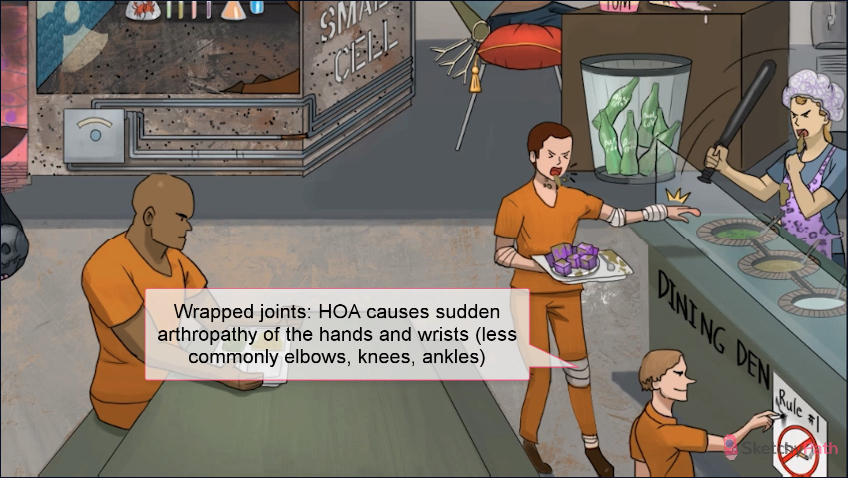 SMALL
CELL
Wrapped joints: HOA causes sudden
arthropathy of the hands and wrists (less
commonly elbows, knees, ankles)
DINING DEN
Rule #1
SketchyPath